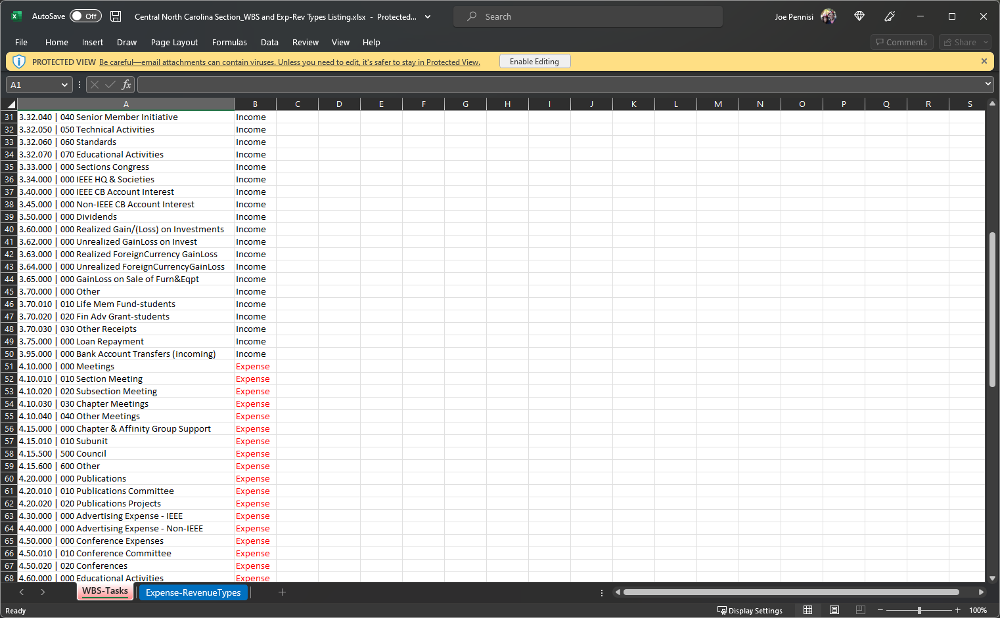 AutoSave Off Central North Carolina Section_WBS and Exp-Rev Types Listing.xlsx - Protected... Search Joe Pennisi
File Home Insert Draw Page Layout Formulas Data Review View Help Comments Share
PROTECTED VIEW Be careful—email attachments can contain viruses. Unless you need to edit, it's safer to stay in Protected View. Enable Editing
A1 fx
A B C D E F G H I J K L M N O P Q R S
31 3.32.040 | 040 Senior Member Initiative Income
32 3.32.050 | 050 Technical Activities Income
33 3.32.060 | 060 Standards Income
34 3.32.070 | 070 Educational Activities Income
35 3.33.000 | 000 Sections Congress Income
36 3.34.000 | 000 IEEE HQ & Societies Income
37 3.40.000 | 000 IEEE CB Account Interest Income
38 3.45.000 | 000 Non-IEEE CB Account Interest Income
39 3.50.000 | 000 Dividends Income
40 3.60.000 | 000 Realized Gain/(Loss) on Investments Income
41 3.62.000 | 000 Unrealized GainLoss on Invest Income
42 3.63.000 | 000 Realized ForeignCurrency GainLoss Income
43 3.64.000 | 000 Unrealized ForeignCurrencyGainLoss Income
44 3.65.000 | 000 GainLoss on Sale of Furn&Eqpt Income
45 3.70.000 | 000 Other Income
46 3.70.010 | 010 Life Mem Fund-students Income
47 3.70.020 | 020 Fin Adv Grant-students Income
48 3.70.030 | 030 Other Receipts Income
49 3.75.000 | 000 Loan Repayment Income
50 3.95.000 | 000 Bank Account Transfers (incoming) Income
51 4.10.000 | 000 Meetings Expense
52 4.10.010 | 010 Section Meeting Expense
53 4.10.020 | 020 Subsection Meeting Expense
54 4.10.030 | 030 Chapter Meetings Expense
55 4.10.040 | 040 Other Meetings Expense
56 4.15.000 | 000 Chapter & Affinity Group Support Expense
57 4.15.010 | 010 Subunit Expense
58 4.15.500 | 500 Council Expense
59 4.15.600 | 600 Other Expense
60 4.20.000 | 000 Publications Expense
61 4.20.010 | 010 Publications Committee Expense
62 4.20.020 | 020 Publications Projects Expense
63 4.30.000 | 000 Advertising Expense - IEEE Expense
64 4.40.000 | 000 Advertising Expense - Non-IEEE Expense
65 4.50.000 | 000 Conference Expenses Expense
66 4.50.010 | 010 Conference Committee Expense
67 4.50.020 | 020 Conferences Expense
68 4.60.000 | 000 Educational Activities Expense
WBS-Tasks Expense-RevenueTypes
Ready Display Settings 100%